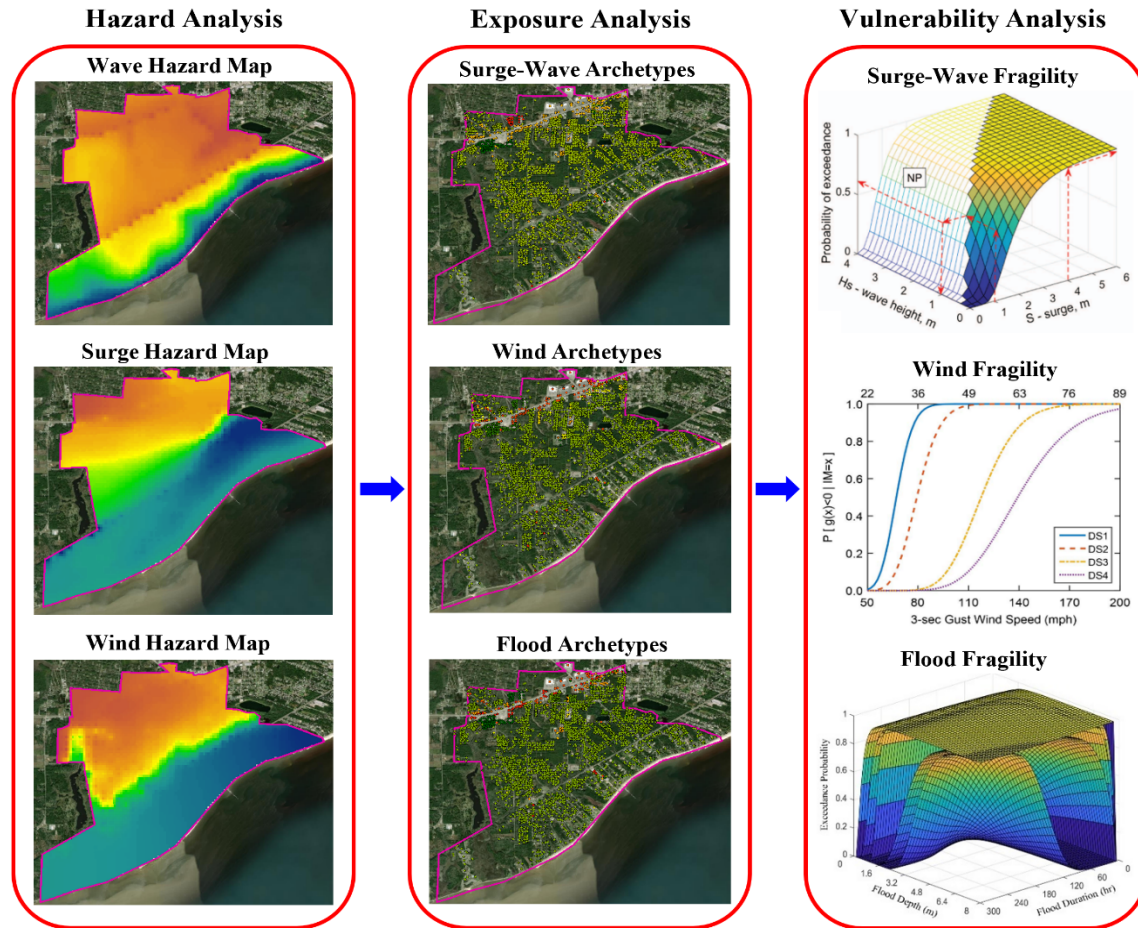 Hazard Analysis
Exposure Analysis
Vulnerability Analysis
Wave Hazard Map
Surge Hazard Map
Wind Hazard Map
Surge-Wave Archetypes
Wind Archetypes
Flood Archetypes
Surge-Wave Fragility
Probability of exceedance
1
0.5
0
NP
4
3
2
1
0
Hs - wave height, m
0
1
2
3
4
5
6
S - surge, m
Wind Fragility
22 36 49 63 76 89
P [ g(x)<0 | IM=x ]
1.0
0.8
0.6
0.4
0.2
0.0
DS1
DS2
DS3
DS4
50 80 110 140 170 200
3-sec Gust Wind Speed (mph)
Flood Fragility
Exceedance Probability
1
0.8
0.6
0.4
0.2
0
1.6
3.2
4.8
6.4
8
Flood Depth (m)
300
240
180
120
60
0
Flood Duration (hr)